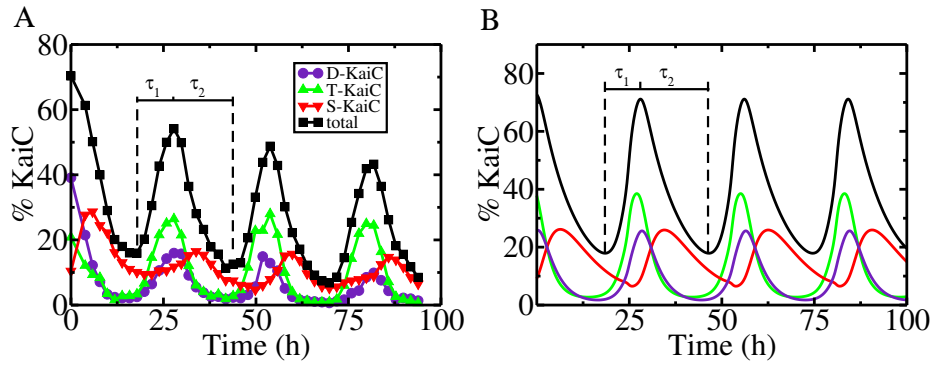 A
% KaiC
80
60
40
20
0
τ1 τ2
D-KaiC
T-KaiC
S-KaiC
total
0 25 50 75 100
Time (h)
B
% KaiC
80
60
40
20
0
τ1 τ2
25 50 75 100
Time (h)